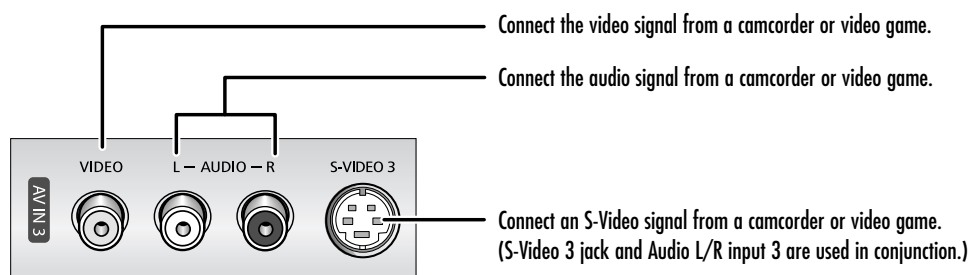 Connect the video signal from a camcorder or video game.
Connect the audio signal from a camcorder or video game.
VIDEO
L — AUDIO — R
S-VIDEO 3
AV IN 3
Connect an S-Video signal from a camcorder or video game.
(S-Video 3 jack and Audio L/R input 3 are used in conjunction.)